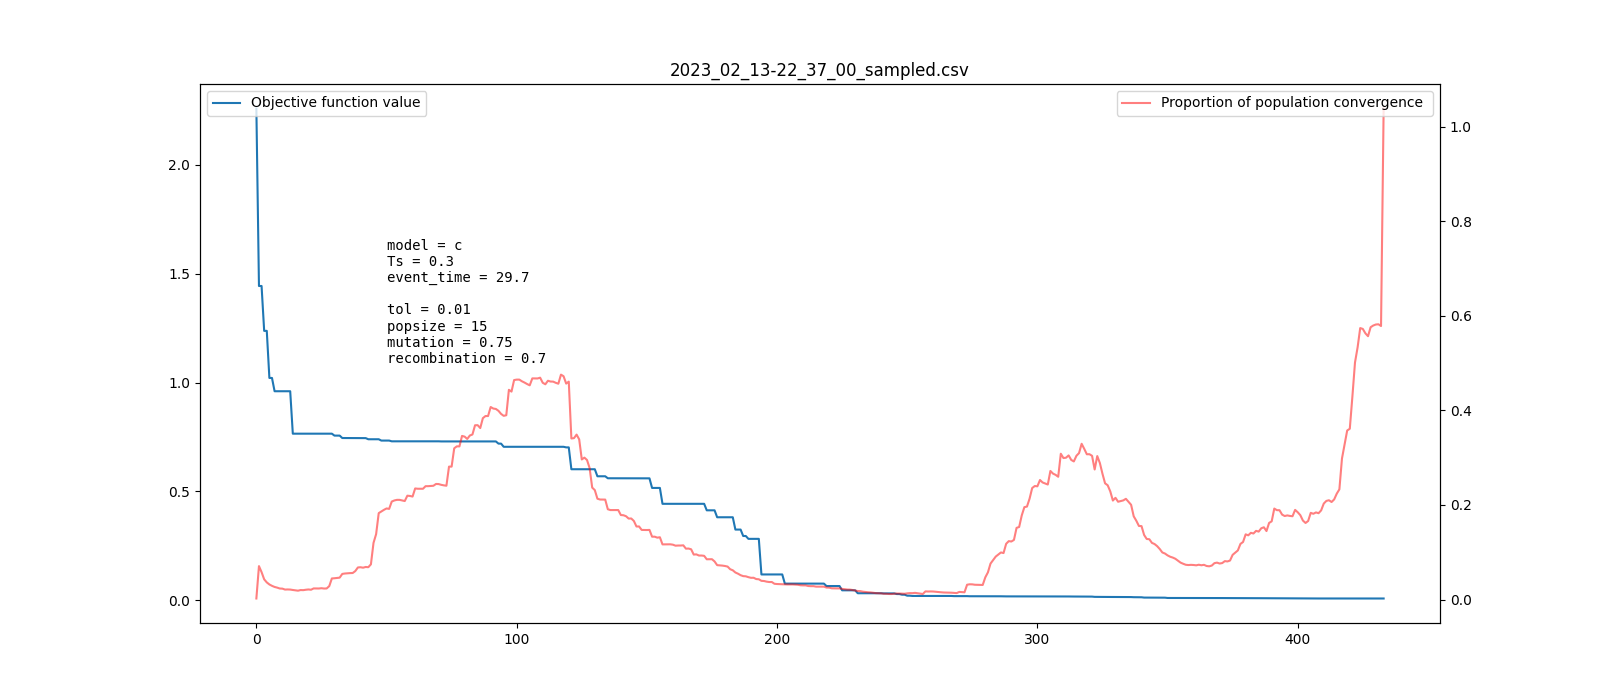 2023_02_13-22_37_00_sampled.csv
Objective function value
Proportion of population convergence
2.0
1.5
1.0
0.5
0.0
model = c
Ts = 0.3
event_time = 29.7
tol = 0.01
popsize = 15
mutation = 0.75
recombination = 0.7
1.0
0.8
0.6
0.4
0.2
0.0
0 100 200 300 400